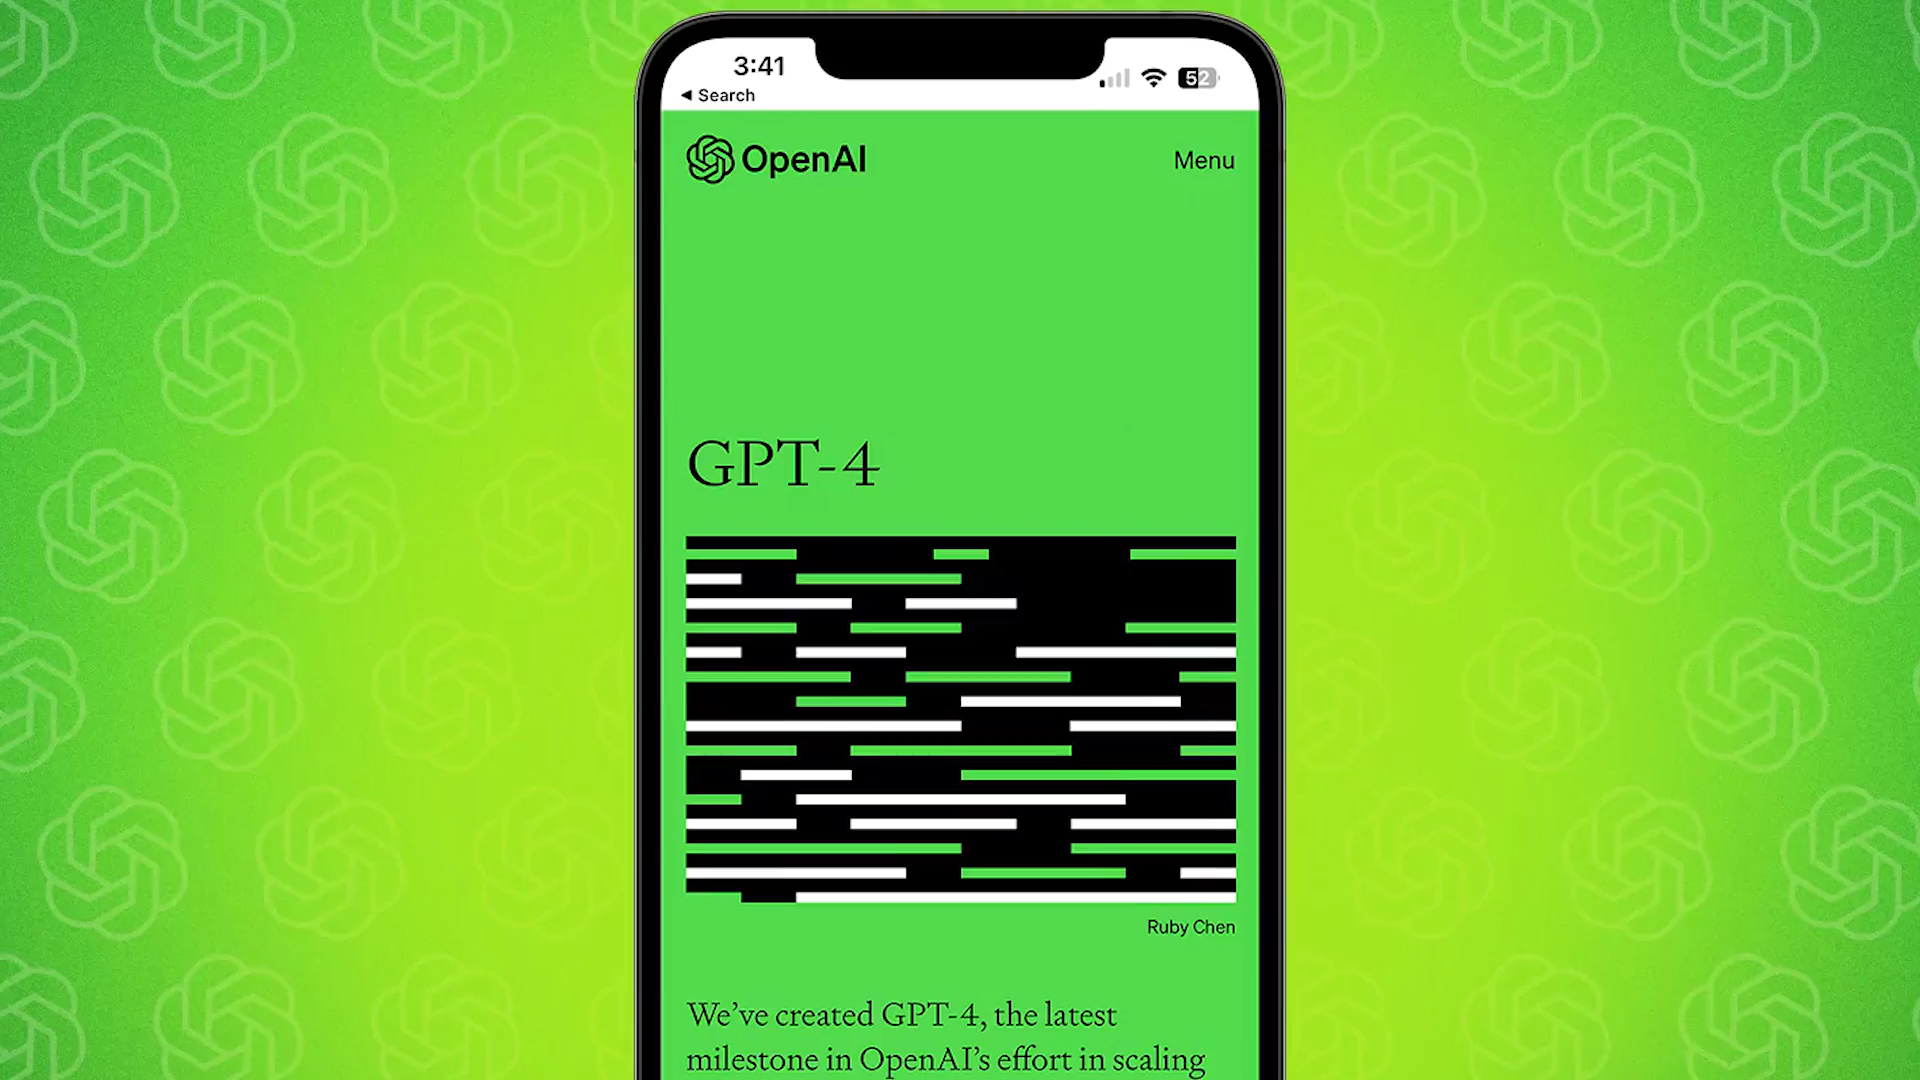 3:41
◀ Search
52
OpenAI
Menu
GPT-4
Ruby Chen
We’ve created GPT-4, the latest
milestone in OpenAI’s effort in scaling